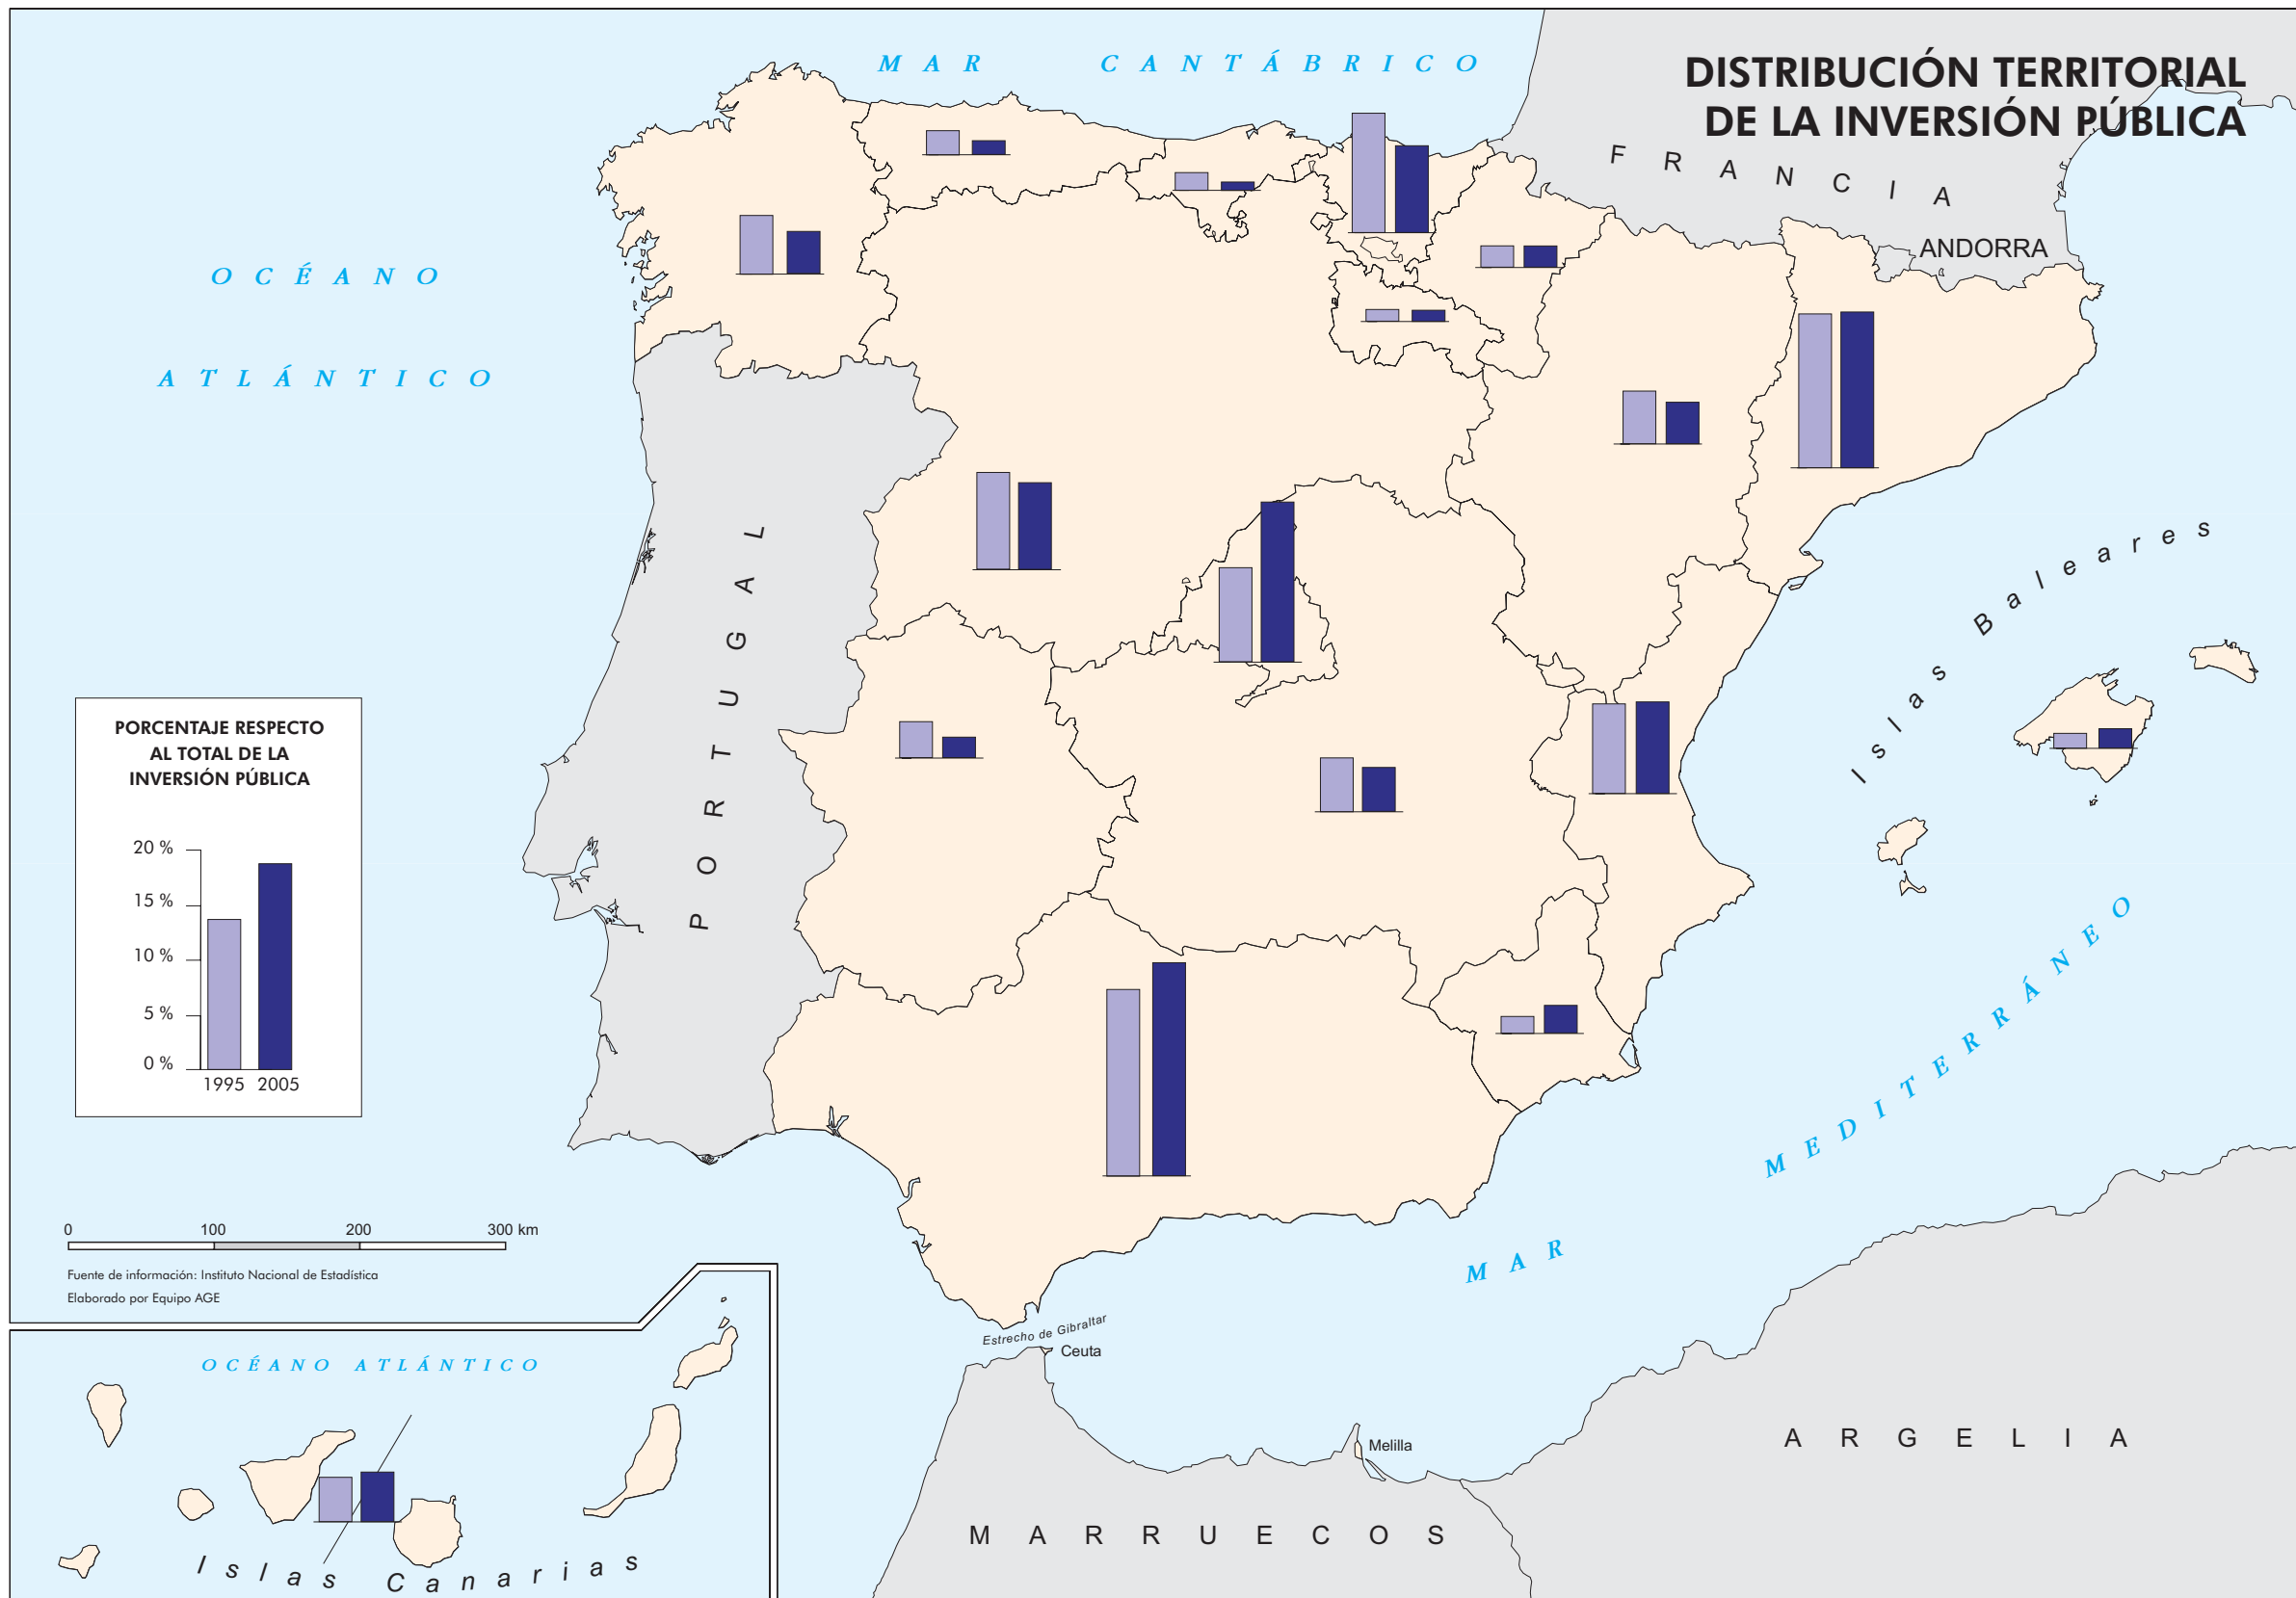 DISTRIBUCIÓN TERRITORIAL
DE LA INVERSIÓN PÚBLICA
MAR CANTÁBRICO
FRANCIA
ANDORRA
OCÉANO
ATLÁNTICO
PORTUGAL
Islas Baleares
PORCENTAJE RESPECTO
AL TOTAL DE LA
INVERSIÓN PÚBLICA
20 %
15 %
10 %
5 %
0 %
1995 2005
MAR MEDITERRÁNEO
0 100 200 300 km
Fuente de información: Instituto Nacional de Estadística
Elaborado por Equipo AGE
Estrecho de Gibraltar
Ceuta
Melilla
OCÉANO ATLÁNTICO
Islas Canarias
MARRUECOS
ARGELIA